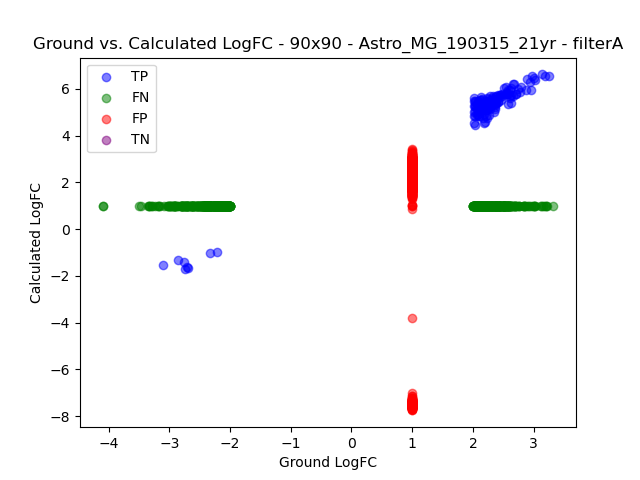 Ground vs. Calculated LogFC - 90x90 - Astro_MG_190315_21yr - filterA
TP
FN
FP
TN
6
4
2
0
−2
−4
−6
−8
Calculated LogFC
−4
−3
−2
−1
0
1
2
3
Ground LogFC